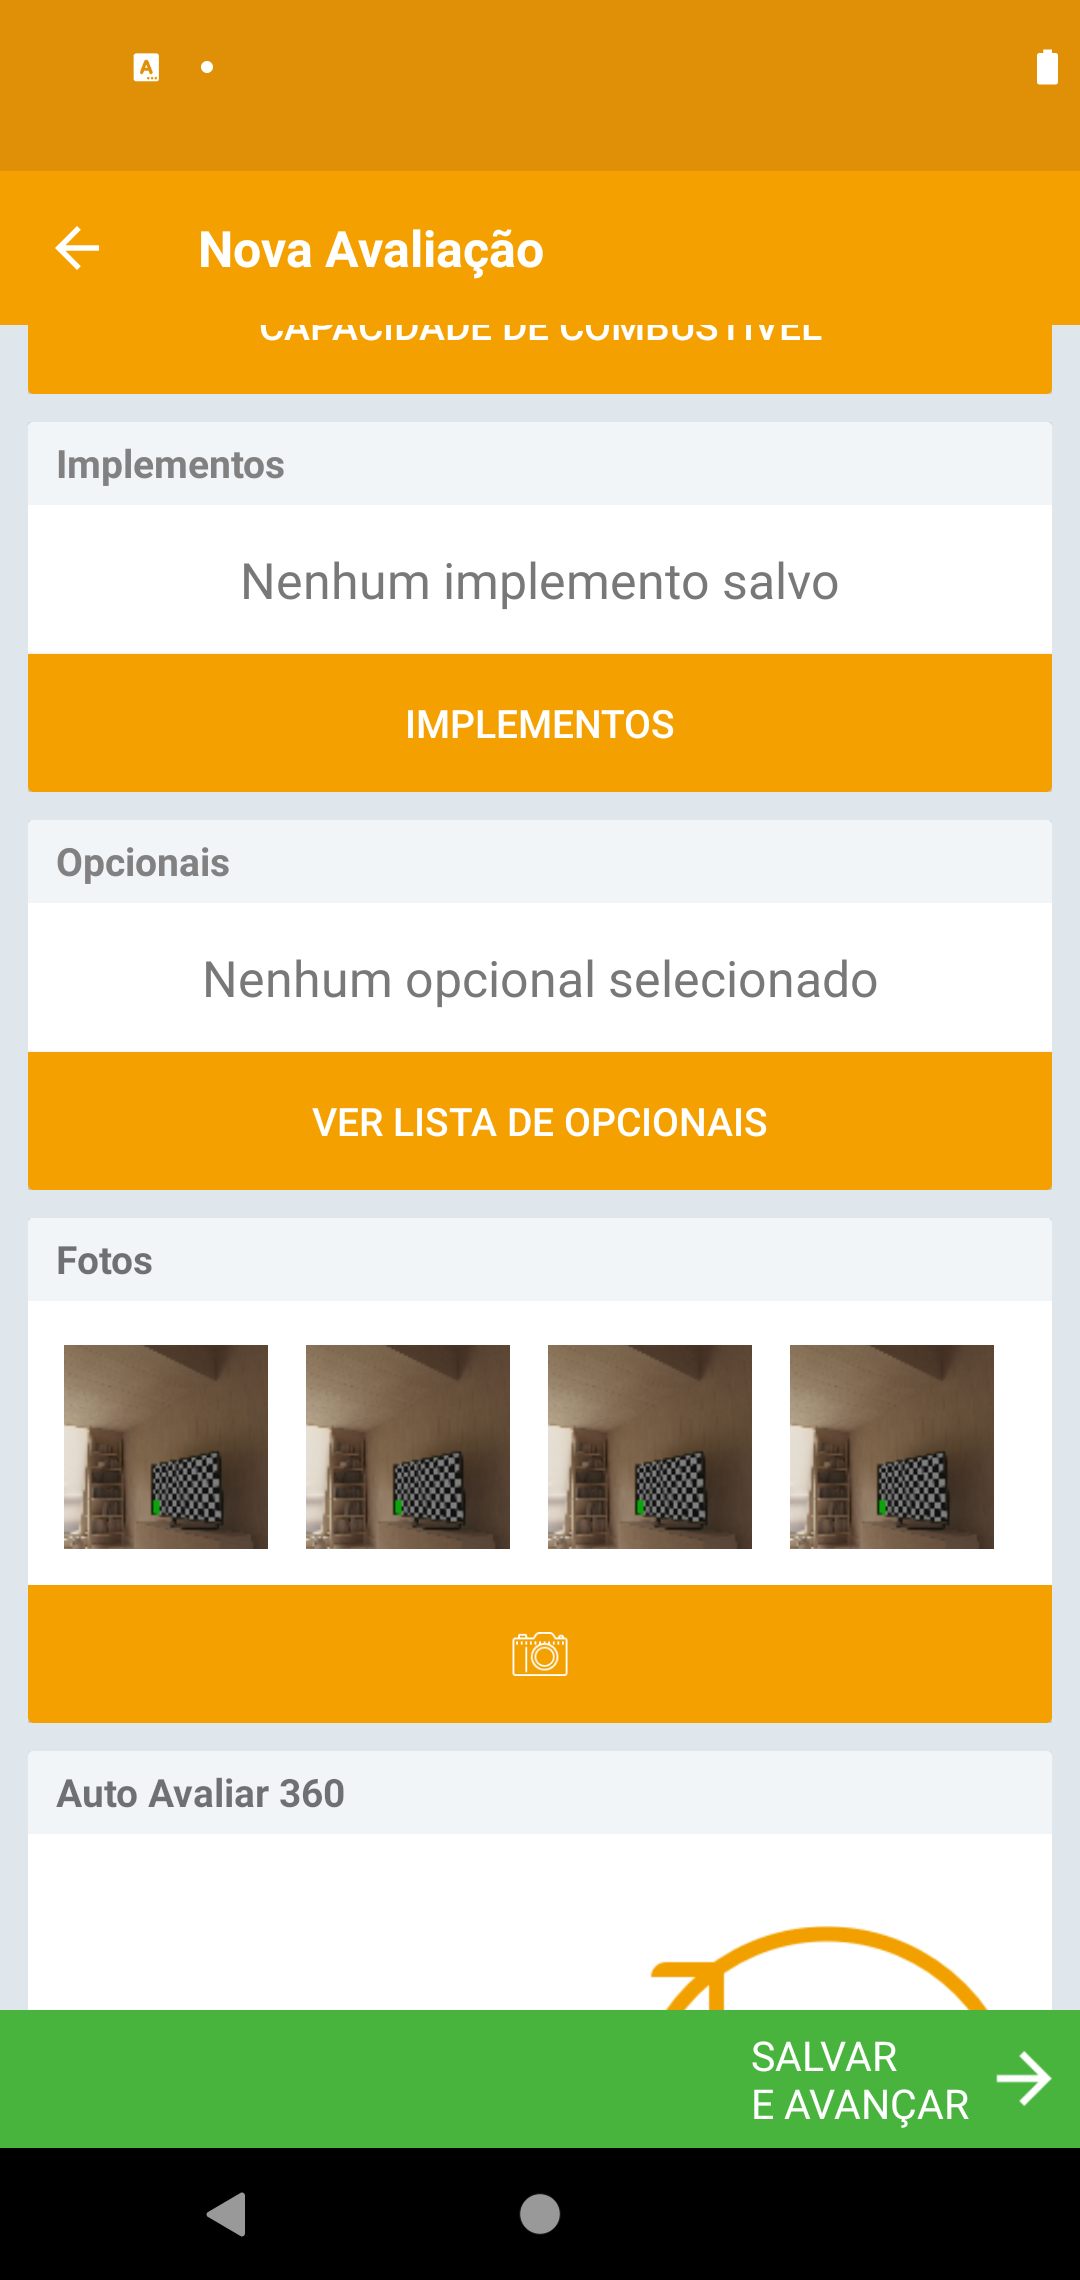 Nova Avaliação
CAPACIDADE DE COMBUSTÍVEL
Implementos
Nenhum implemento salvo
IMPLEMENTOS
Opcionais
Nenhum opcional selecionado
VER LISTA DE OPCIONAIS
Fotos
Auto Avaliar 360
SALVAR
E AVANÇAR